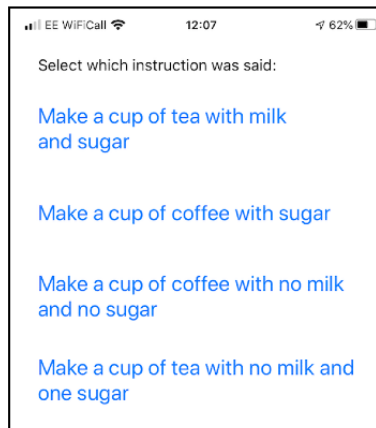 EE WiFiCall 12:07 62%
Select which instruction was said:
Make a cup of tea with milk
and sugar
Make a cup of coffee with sugar
Make a cup of coffee with no milk
and no sugar
Make a cup of tea with no milk and
one sugar